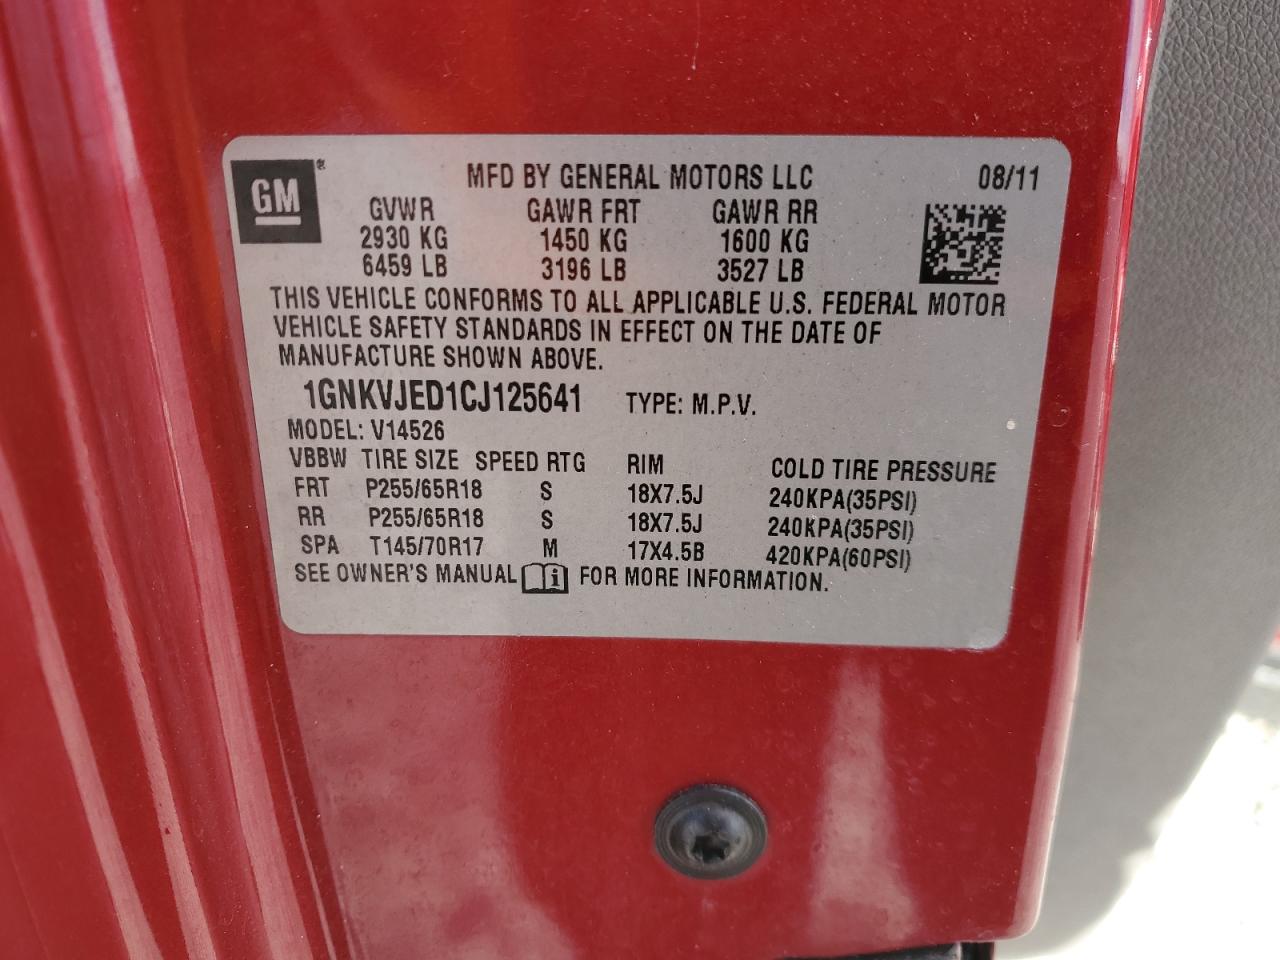 GM®
MFD BY GENERAL MOTORS LLC 08/11
GVWR GAWR FRT GAWR RR
2930 KG 1450 KG 1600 KG
6459 LB 3196 LB 3527 LB
THIS VEHICLE CONFORMS TO ALL APPLICABLE U.S. FEDERAL MOTOR
VEHICLE SAFETY STANDARDS IN EFFECT ON THE DATE OF
MANUFACTURE SHOWN ABOVE.
1GNKVJED1CJ125641 TYPE: M.P.V.
MODEL: V14526
VBBW TIRE SIZE SPEED RTG RIM COLD TIRE PRESSURE
FRT P255/65R18 S 18X7.5J 240KPA(35PSI)
RR P255/65R18 S 18X7.5J 240KPA(35PSI)
SPA T145/70R17 M 17X4.5B 420KPA(60PSI)
SEE OWNER'S MANUAL i FOR MORE INFORMATION.